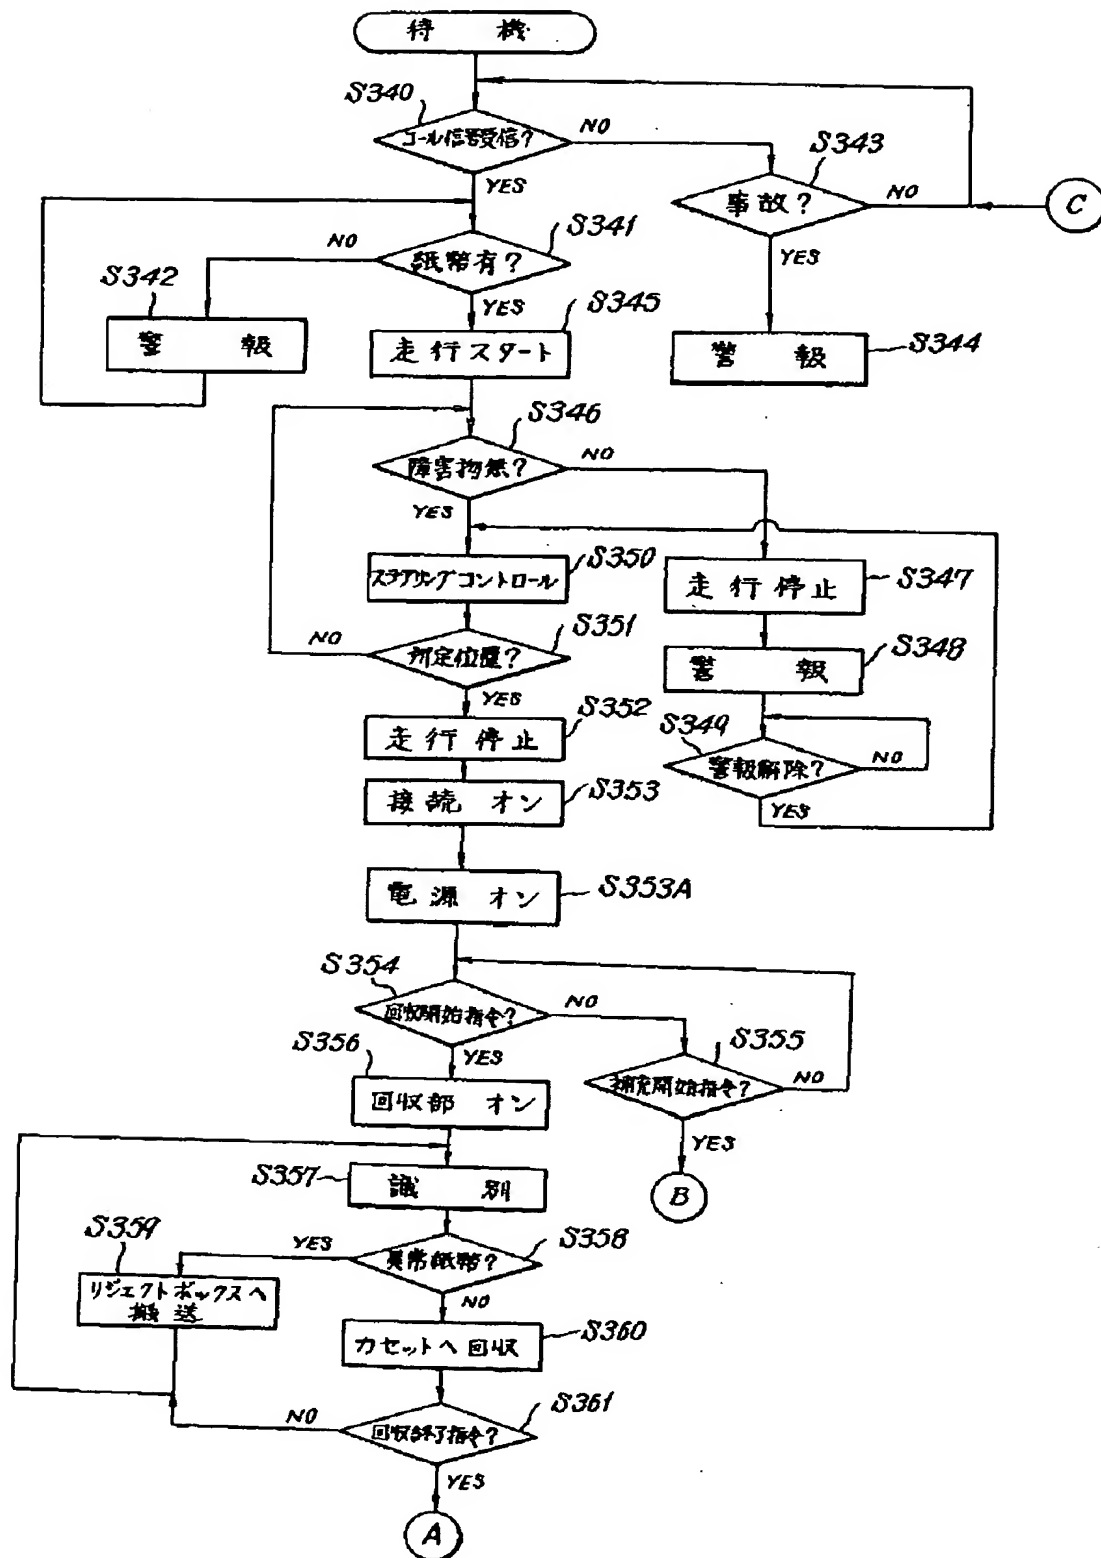 待機
S340
コール信号受信?
NO
YES
S343
事故?
NO
C
YES
S341
紙幣有?
NO
YES
S342
警報
S345
走行スタート
S344
警報
S346
障害物無?
NO
YES
S350
ステアリングコントロール
S347
走行停止
S351
所定位置?
NO
YES
S348
警報
S352
走行停止
S349
警報解除?
NO
YES
S353
接続オン
S353A
電源オン
S354
回収開始指令?
NO
YES
S355
補充開始指令?
NO
YES
B
S356
回収部オン
S357
識別
S358
異常紙幣?
YES
NO
S359
リジェクトボックスへ
搬送
S360
カセットへ回収
S361
回収終了指令?
NO
YES
A